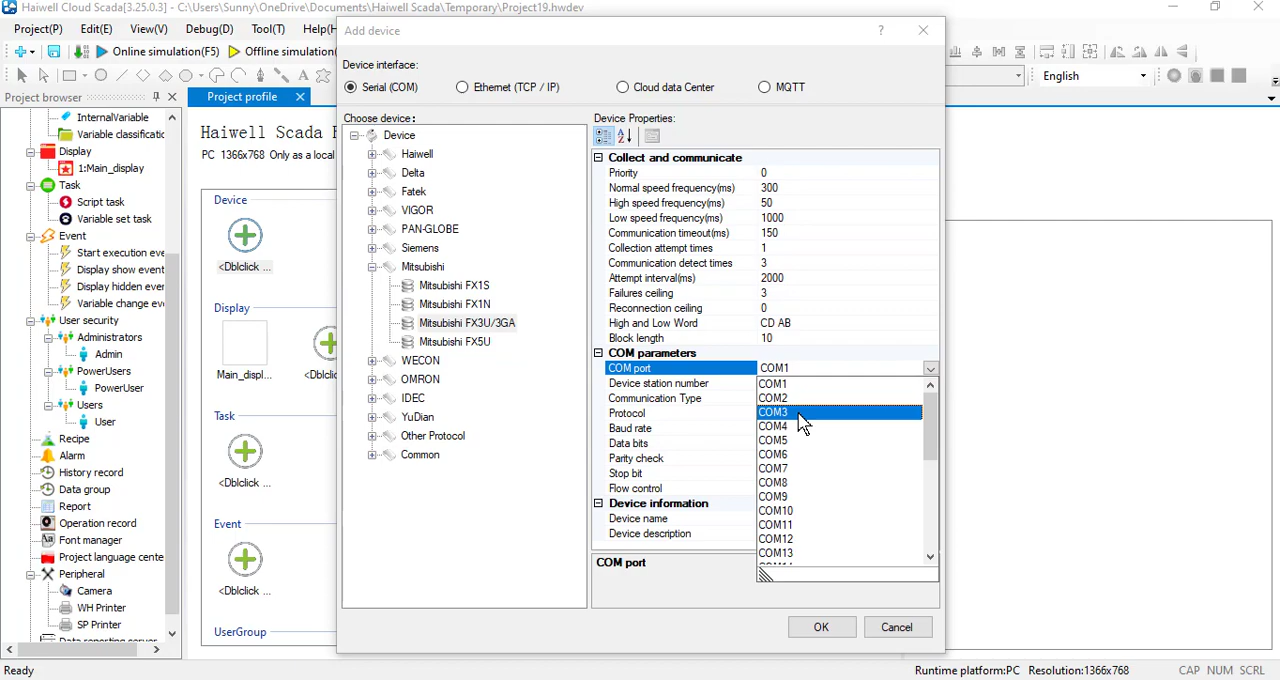 Haiwell Cloud Scada[3.25.0.3] - C:\Users\Sunny\OneDrive\Documents\Haiwell Scada\Temporary\Project19.hwdev
Project(P) Edit(E) View(V) Debug(D) Tool(T) Help(H
Online simulation(F5) Offline simulation(
English
Project browser
Project profile
InternalVariable
Variable classificatic
Display
1:Main_display
Task
Script task
Variable set task
Event
Start execution eve
Display show event
Display hidden ever
Variable change eve
User security
Administrators
Admin
PowerUsers
PowerUser
Users
User
Recipe
Alarm
History record
Data group
Report
Operation record
Font manager
Project language cente
Peripheral
Camera
WH Printer
SP Printer
Data reporting server
Haiwell Scada
PC 1366x768 Only as a local
Device
<Dblclick ...
Display
Main_displ...
<Dblclic
Task
<Dblclick ...
Event
<Dblclick ...
UserGroup
Add device
Device interface:
Serial (COM) Ethernet (TCP / IP) Cloud data Center MQTT
Choose device:
Device
Haiwell
Delta
Fatek
VIGOR
PAN-GLOBE
Siemens
Mitsubishi
Mitsubishi FX1S
Mitsubishi FX1N
Mitsubishi FX3U/3GA
Mitsubishi FX5U
WECON
OMRON
IDEC
YuDian
Other Protocol
Common
Device Properties:
Collect and communicate
Priority 0
Normal speed frequency(ms) 300
High speed frequency(ms) 50
Low speed frequency(ms) 1000
Communication timeout(ms) 150
Collection attempt times 1
Communication detect times 3
Attempt interval(ms) 2000
Failures ceiling 3
Reconnection ceiling 0
High and Low Word CD AB
Block length 10
COM parameters
COM port COM1
Device station number
Communication Type
Protocol
Baud rate
Data bits
Parity check
Stop bit
Flow control
Device information
Device name
Device description
COM1
COM2
COM3
COM4
COM5
COM6
COM7
COM8
COM9
COM10
COM11
COM12
COM13
COM port
OK Cancel
Ready
Runtime platform:PC Resolution:1366x768 CAP NUM SCRL